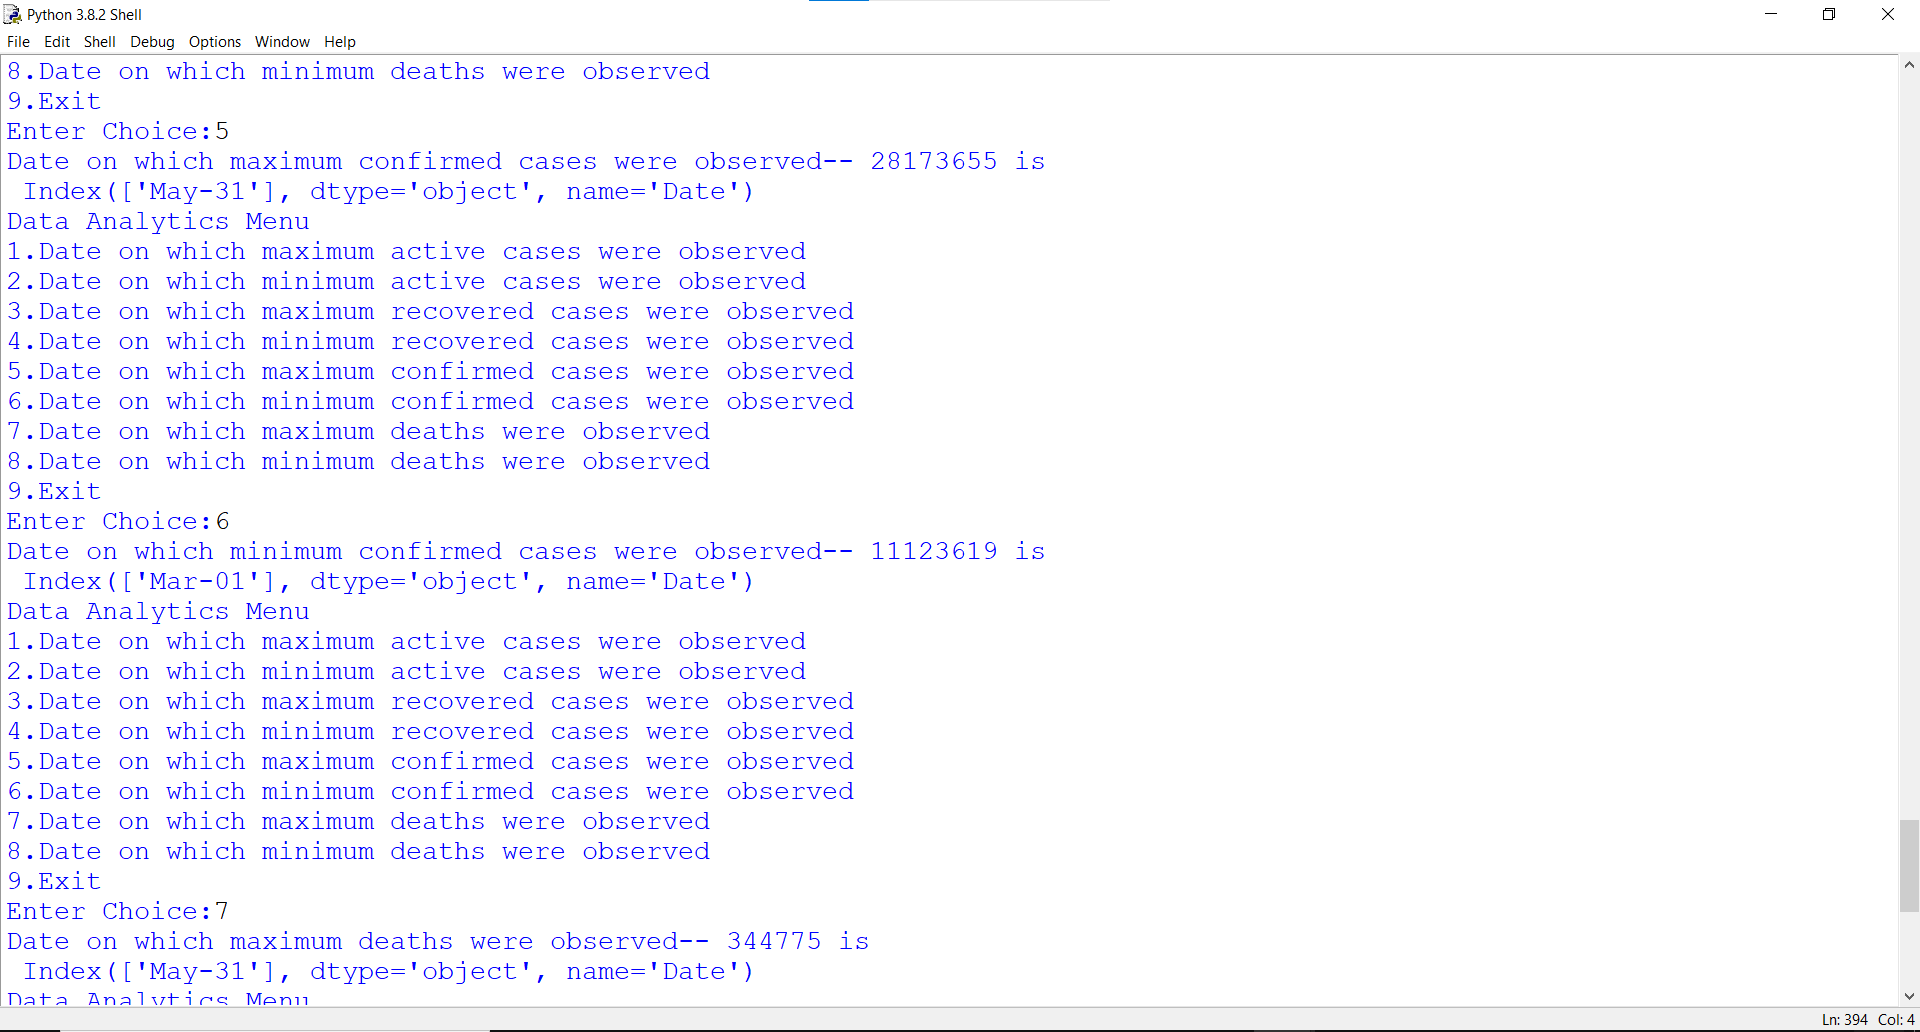 Python 3.8.2 Shell
File Edit Shell Debug Options Window Help
8.Date on which minimum deaths were observed
9.Exit
Enter Choice:5
Date on which maximum confirmed cases were observed-- 28173655 is
 Index(['May-31'], dtype='object', name='Date')
Data Analytics Menu
1.Date on which maximum active cases were observed
2.Date on which minimum active cases were observed
3.Date on which maximum recovered cases were observed
4.Date on which minimum recovered cases were observed
5.Date on which maximum confirmed cases were observed
6.Date on which minimum confirmed cases were observed
7.Date on which maximum deaths were observed
8.Date on which minimum deaths were observed
9.Exit
Enter Choice:6
Date on which minimum confirmed cases were observed-- 11123619 is
 Index(['Mar-01'], dtype='object', name='Date')
Data Analytics Menu
1.Date on which maximum active cases were observed
2.Date on which minimum active cases were observed
3.Date on which maximum recovered cases were observed
4.Date on which minimum recovered cases were observed
5.Date on which maximum confirmed cases were observed
6.Date on which minimum confirmed cases were observed
7.Date on which maximum deaths were observed
8.Date on which minimum deaths were observed
9.Exit
Enter Choice:7
Date on which maximum deaths were observed-- 344775 is
 Index(['May-31'], dtype='object', name='Date')
Data Analytics Menu
Ln: 394 Col: 4